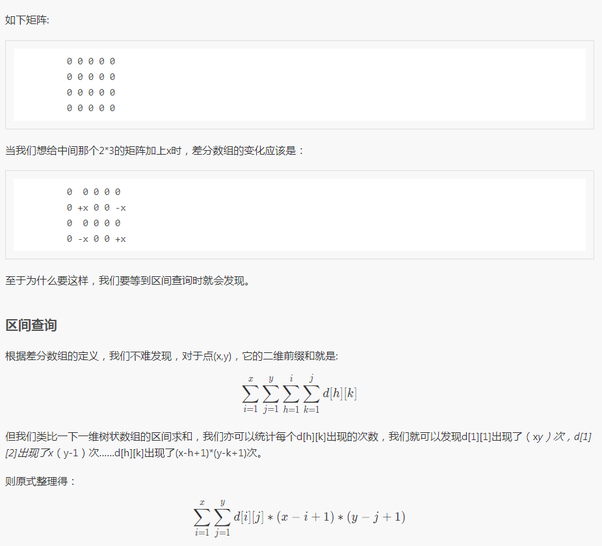 如下矩阵:
0 0 0 0 0
0 0 0 0 0
0 0 0 0 0
0 0 0 0 0
当我们想给中间那个2*3的矩阵加上x时，差分数组的变化应该是：
0 0 0 0 0
0 +x 0 0 -x
0 0 0 0 0
0 -x 0 0 +x
至于为什么要这样，我们要等到区间查询时就会发现。
区间查询
根据差分数组的定义，我们不难发现，对于点(x,y)，它的二维前缀和就是:
\sum_{i=1}^{x}\sum_{j=1}^{y}\sum_{h=1}^{i}\sum_{k=1}^{j} d[h][k]
但我们类比一下一维树状数组的区间求和，我们亦可以统计每个d[h][k]出现的次数，我们就可以发现d[1][1]出现了（xy）次，d[1]
[2]出现了x（y-1）次……d[h][k]出现了(x-h+1)*(y-k+1)次。
则原式整理得：
\sum_{i=1}^{x}\sum_{j=1}^{y} d[i][j] * (x - i + 1) * (y - j + 1)